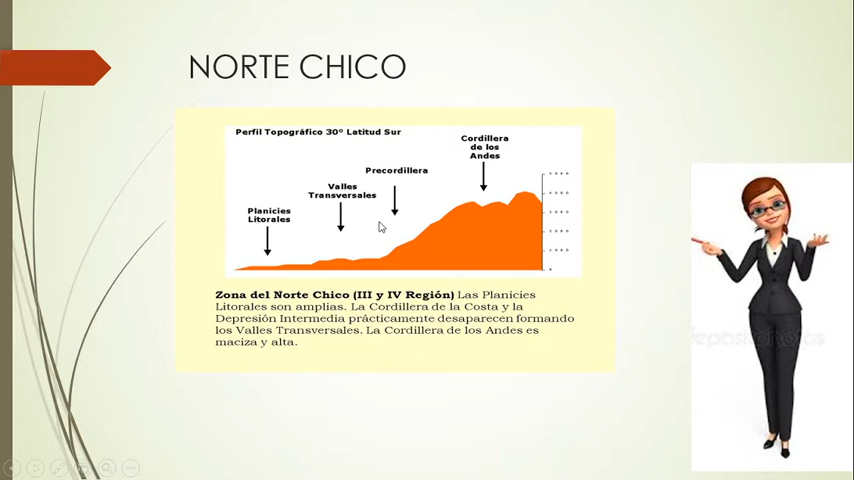 NORTE CHICO
Perfil Topográfico 30° Latitud Sur
Cordillera
de los
Andes
Precordillera
Valles
Transversales
Planicies
Litorales
Zona del Norte Chico (III y IV Región) Las Planicies
Litorales son amplias. La Cordillera de la Costa y la
Depresión Intermedia prácticamente desaparecen formando
los Valles Transversales. La Cordillera de los Andes es
maciza y alta.
depositphotos